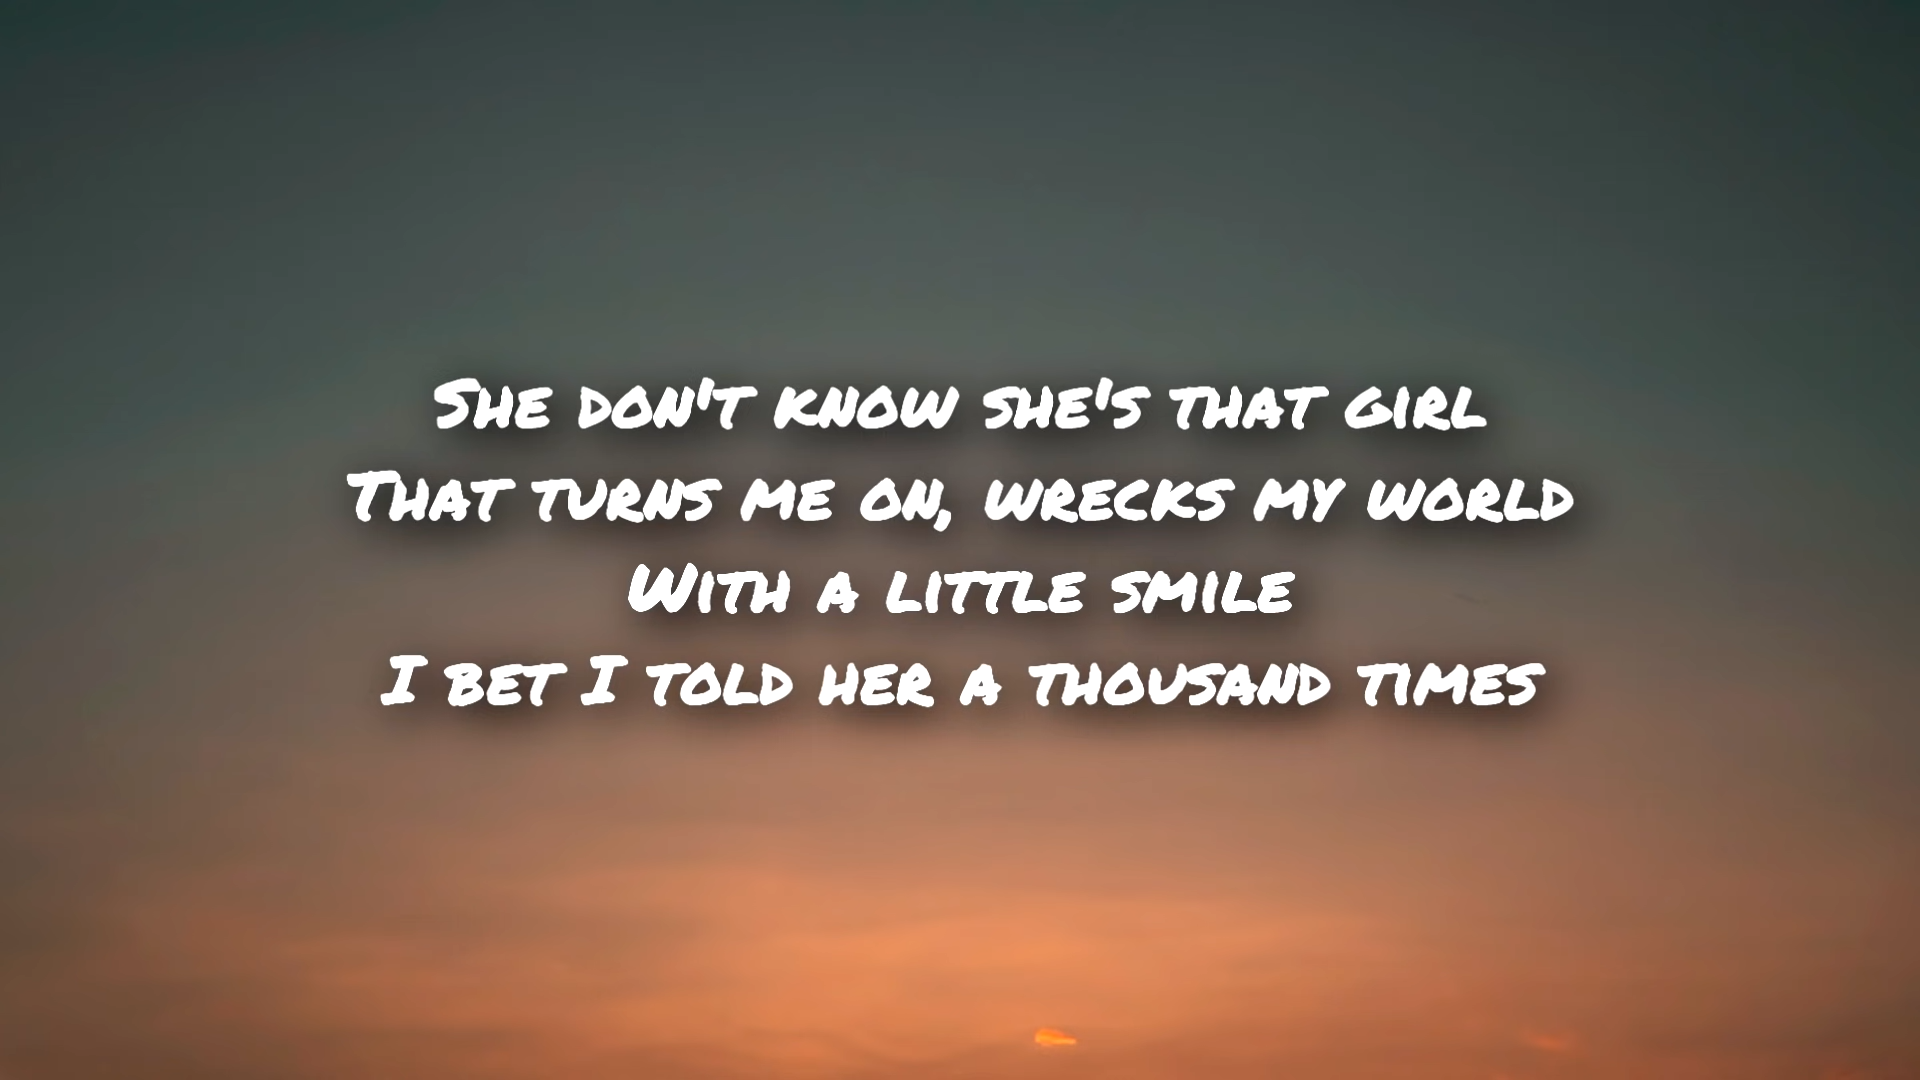 She don't know she's that girl
That turns me on, wrecks my world
With a little smile
I bet I told her a thousand times